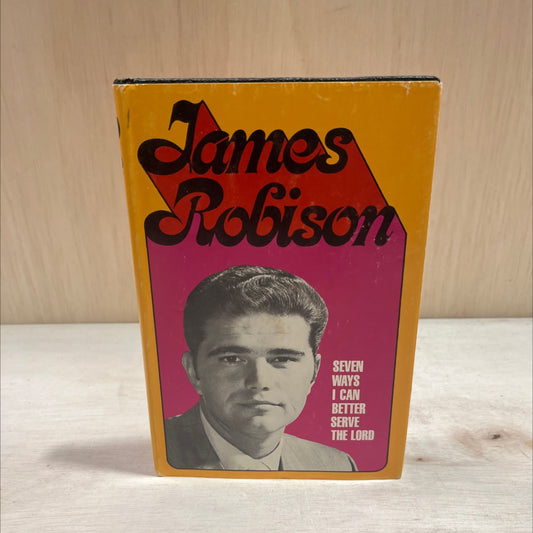 James
Robison
SEVEN
WAYS
I CAN
BETTER
SERVE
THE LORD